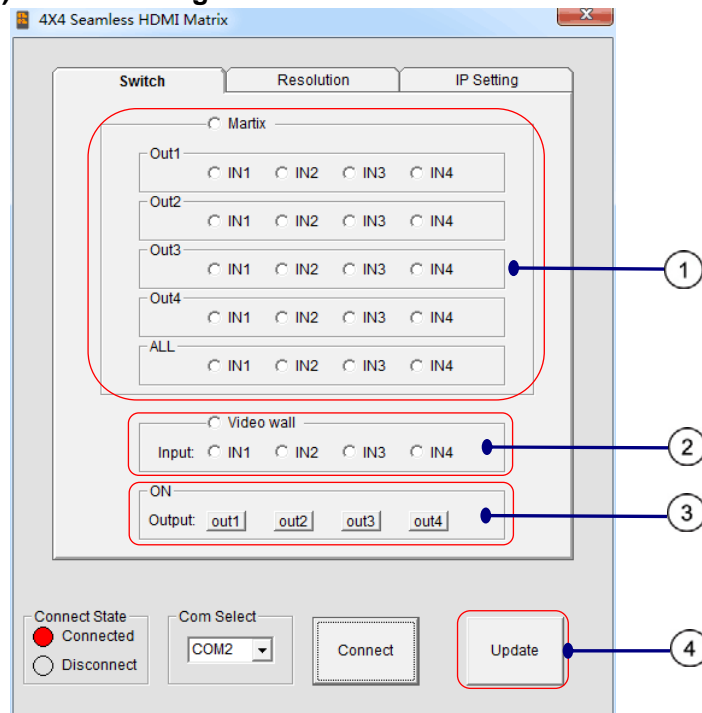 4X4 Seamless HDMI Matrix
Switch Resolution IP Setting
Martix
Out1
IN1 IN2 IN3 IN4
Out2
IN1 IN2 IN3 IN4
Out3
IN1 IN2 IN3 IN4
1
Out4
IN1 IN2 IN3 IN4
ALL
IN1 IN2 IN3 IN4
Video wall
Input: IN1 IN2 IN3 IN4
2
ON
Output: out1 out2 out3 out4
3
Connect State Com Select
Connected
COM2 Connect Update
4
Disconnect